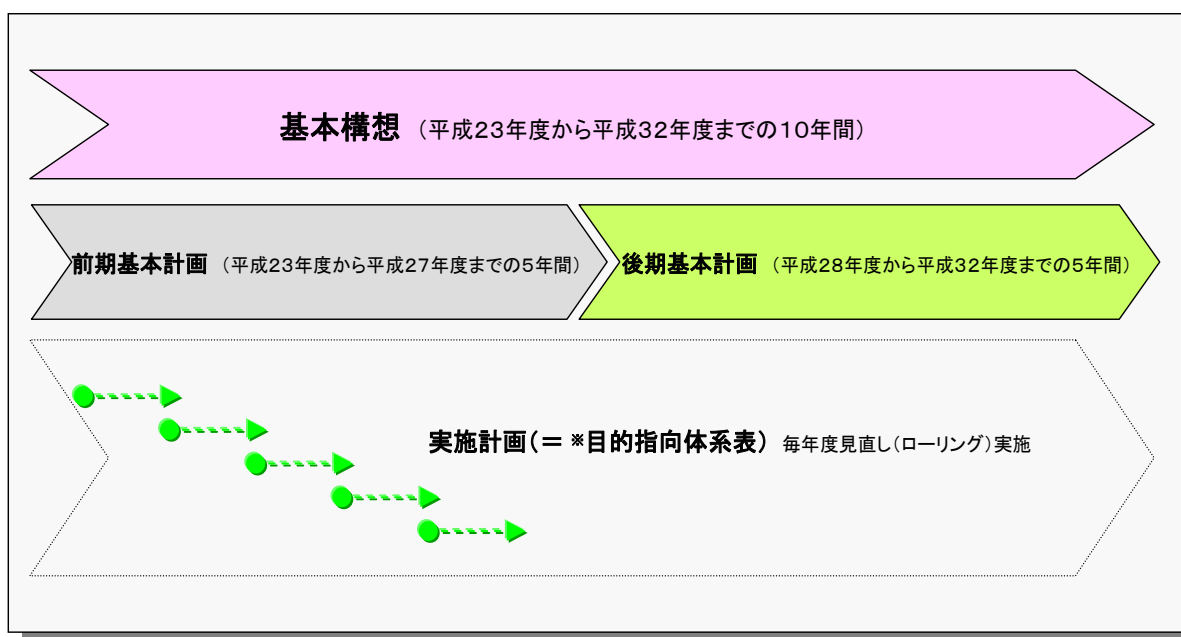 基本構想 （平成２３年度から平成３２年度までの１０年間）
前期基本計画 （平成２３年度から平成２７年度までの５年間）
後期基本計画 （平成２８年度から平成３２年度までの５年間）
実施計画（＝ ※目的指向体系表） 毎年度見直し（ローリング）実施